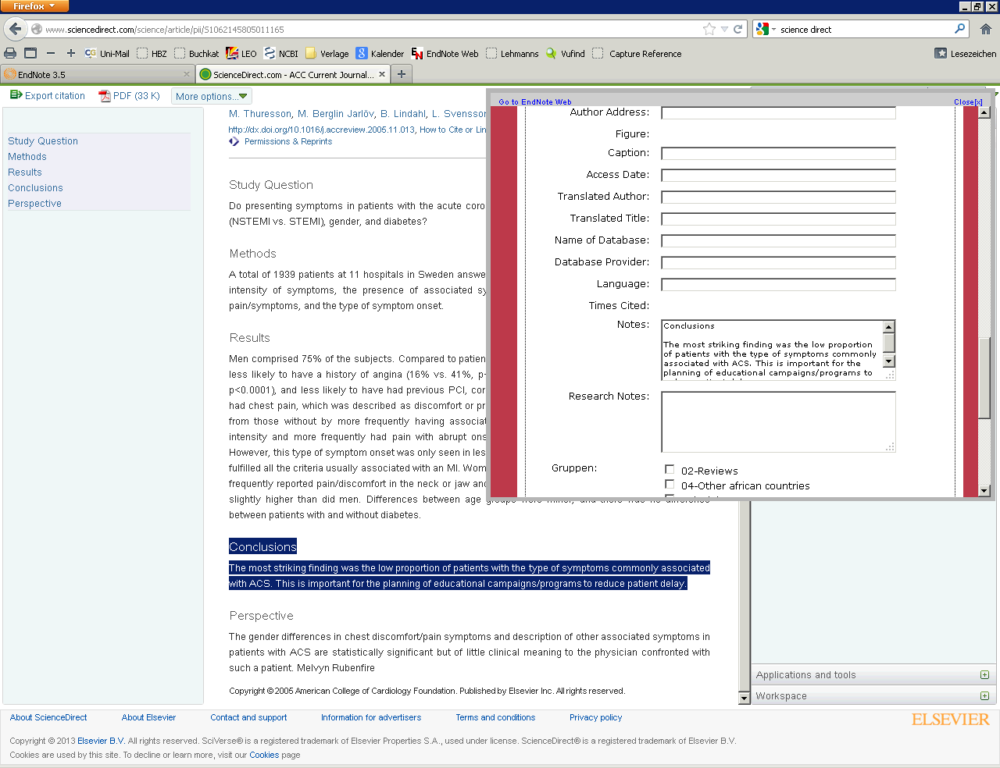 Firefox
www.sciencedirect.com/science/article/pii/S1062145805011165
science direct
Uni-Mail
HBZ
Buchkat
LEO
NCBI
Verlage
Kalender
EndNote Web
Lehmanns
Vufind
Capture Reference
Lesezeichen
EndNote 3.5
ScienceDirect.com - ACC Current Journal...
Export citation
PDF (33 K)
More options...
Study Question
Methods
Results
Conclusions
Perspective
M. Thuresson, M. Berglin Jarlöv, B. Lindahl, L. Svensson
http://dx.doi.org/10.1016/j.accreview.2005.11.013, How to Cite or Lin
Permissions & Reprints
Study Question
Do presenting symptoms in patients with the acute coro
(NSTEMI vs. STEMI), gender, and diabetes?
Methods
A total of 1939 patients at 11 hospitals in Sweden answe
intensity of symptoms, the presence of associated sy
pain/symptoms, and the type of symptom onset.
Results
Men comprised 75% of the subjects. Compared to patien
less likely to have a history of angina (16% vs. 41%, p
p<0.0001), and less likely to have had previous PCI, cor
had chest pain, which was described as discomfort or pr
from those without by more frequently having associat
intensity and more frequently had pain with abrupt ons
However, this type of symptom onset was only seen in les
fulfilled all the criteria usually associated with an MI. Wom
frequently reported pain/discomfort in the neck or jaw and
slightly higher than did men. Differences between age groups were minor, and there was no difference
between patients with and without diabetes.
Conclusions
The most striking finding was the low proportion of patients with the type of symptoms commonly associated
with ACS. This is important for the planning of educational campaigns/programs to reduce patient delay.
Perspective
The gender differences in chest discomfort/pain symptoms and description of other associated symptoms in
patients with ACS are statistically significant but of little clinical meaning to the physician confronted with
such a patient. Melvyn Rubenfire
Copyright © 2005 American College of Cardiology Foundation. Published by Elsevier Inc. All rights reserved.
Go to EndNote Web
Close[x]
Author Address:
Figure:
Caption:
Access Date:
Translated Author:
Translated Title:
Name of Database:
Database Provider:
Language:
Times Cited:
Notes:
Conclusions
The most striking finding was the low proportion
of patients with the type of symptoms commonly
associated with ACS. This is important for the
planning of educational campaigns/programs to
Research Notes:
Gruppen:
02-Reviews
04-Other african countries
Applications and tools
Workspace
About ScienceDirect
About Elsevier
Contact and support
Information for advertisers
Terms and conditions
Privacy policy
ELSEVIER
Copyright © 2013 Elsevier B.V. All rights reserved. SciVerse® is a registered trademark of Elsevier Properties S.A., used under license. ScienceDirect® is a registered trademark of Elsevier B.V.
Cookies are used by this site. To decline or learn more, visit our Cookies page